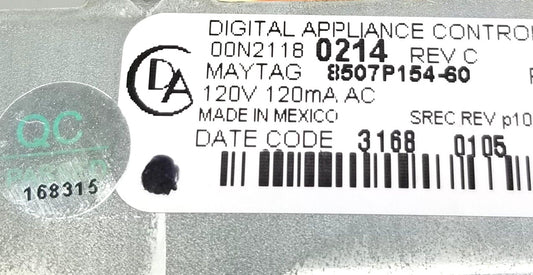 DIGITAL APPLIANCE CONTRO
00N2118 0214 REV C
DA
MAYTAG 8507P154-60
120V 120mA AC
MADE IN MEXICO SREC REV p10
DATE CODE 3168 0105
QC
168315